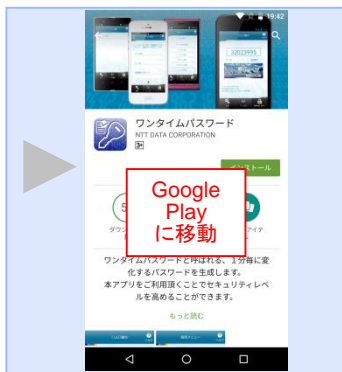 19:42
ワンタイムパスワード
NTT DATA CORPORATION
3+
インストール
Google
Play
に移動
ワンタイムパスワードと呼ばれる、１分毎に変
化するパスワードを生成します。
本アプリをご利用頂くことでセキュリティレベ
ルを高めることができます。
もっと読む